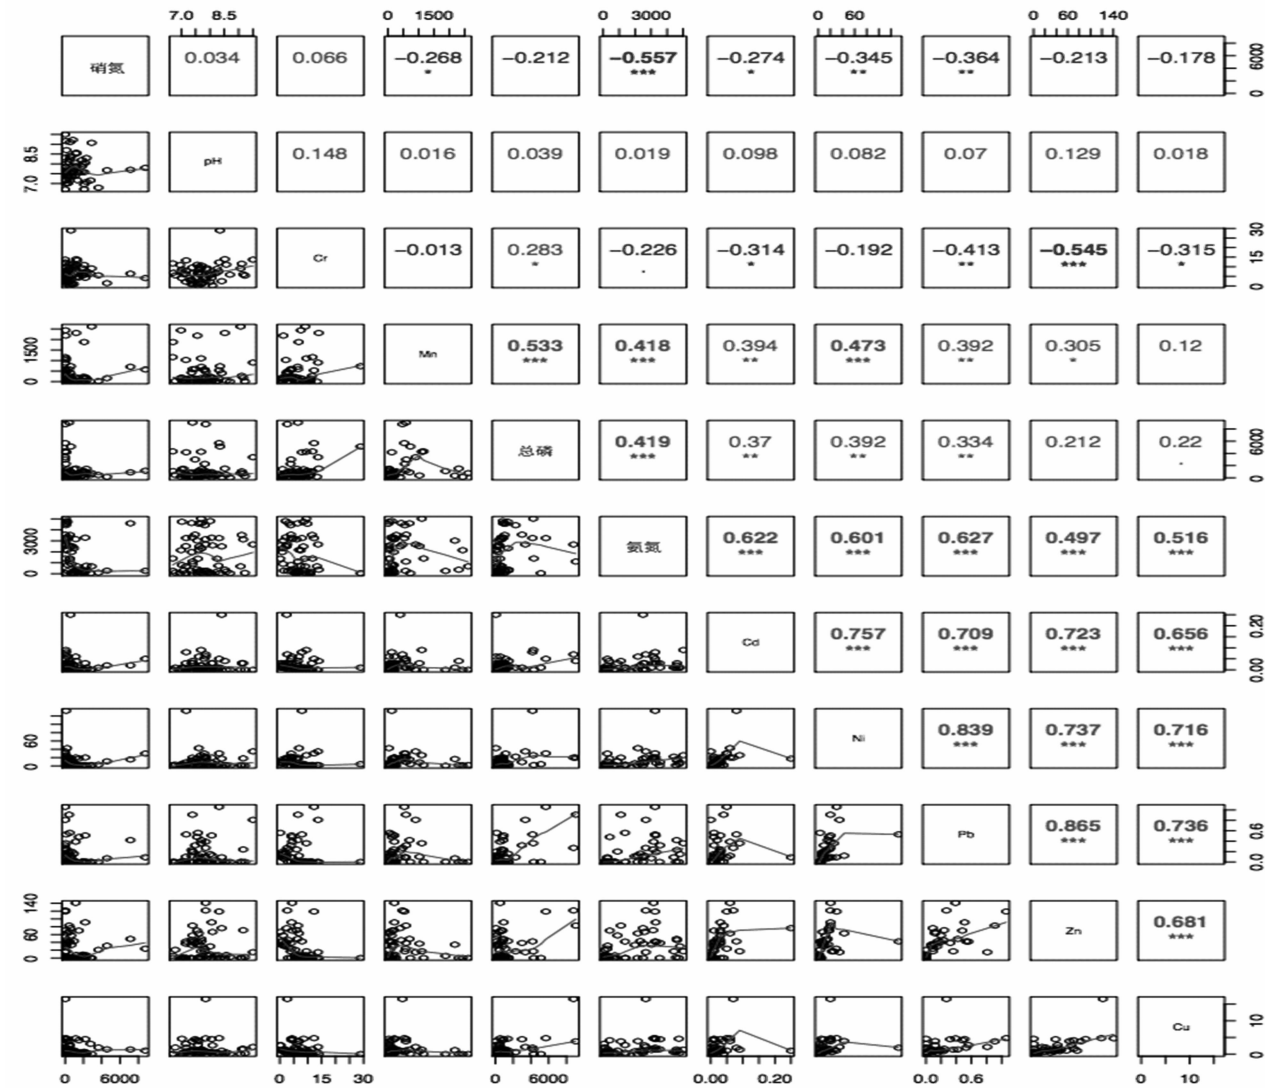 7.0 8.5 0 1500 0 3000 0 60 0 60 140
硝氮 0.034 0.066 −0.268 −0.212 −0.557 −0.274 −0.345 −0.364 −0.213 −0.178 0 6000
* *** * ** **
7.0 8.5 pH 0.148 0.016 0.039 0.019 0.098 0.082 0.07 0.129 0.018
Cr −0.013 0.283 −0.226 −0.314 −0.192 −0.413 −0.545 −0.315 0 15 30
* . * ** *** *
0 1500 Mn 0.533 0.418 0.394 0.473 0.392 0.305 0.12
*** *** ** *** ** *
总磷 0.419 0.37 0.392 0.334 0.212 0.22 0 6000
*** ** ** ** .
0 3000 氨氮 0.622 0.601 0.627 0.497 0.516
*** *** *** *** ***
Cd 0.757 0.709 0.723 0.656 0.00 0.20
*** *** *** ***
0 60 Ni 0.839 0.737 0.716
*** *** ***
Pb 0.865 0.736 0.0 0.6
*** ***
0 60 140 Zn 0.681
***
Cu 0 10
0 6000 0 15 30 0 6000 0.00 0.20 0.0 0.6 0 10